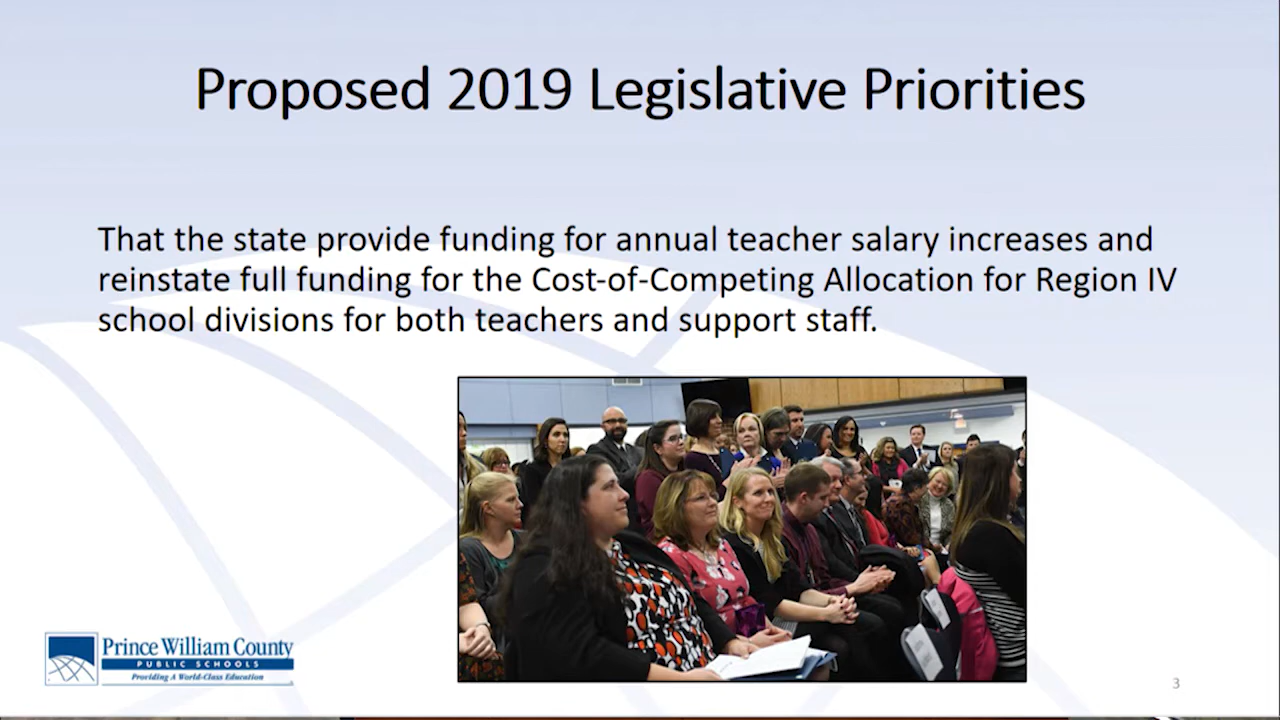 Proposed 2019 Legislative Priorities
That the state provide funding for annual teacher salary increases and
reinstate full funding for the Cost-of-Competing Allocation for Region IV
school divisions for both teachers and support staff.
Prince William County
PUBLIC SCHOOLS
Providing A World-Class Education
3